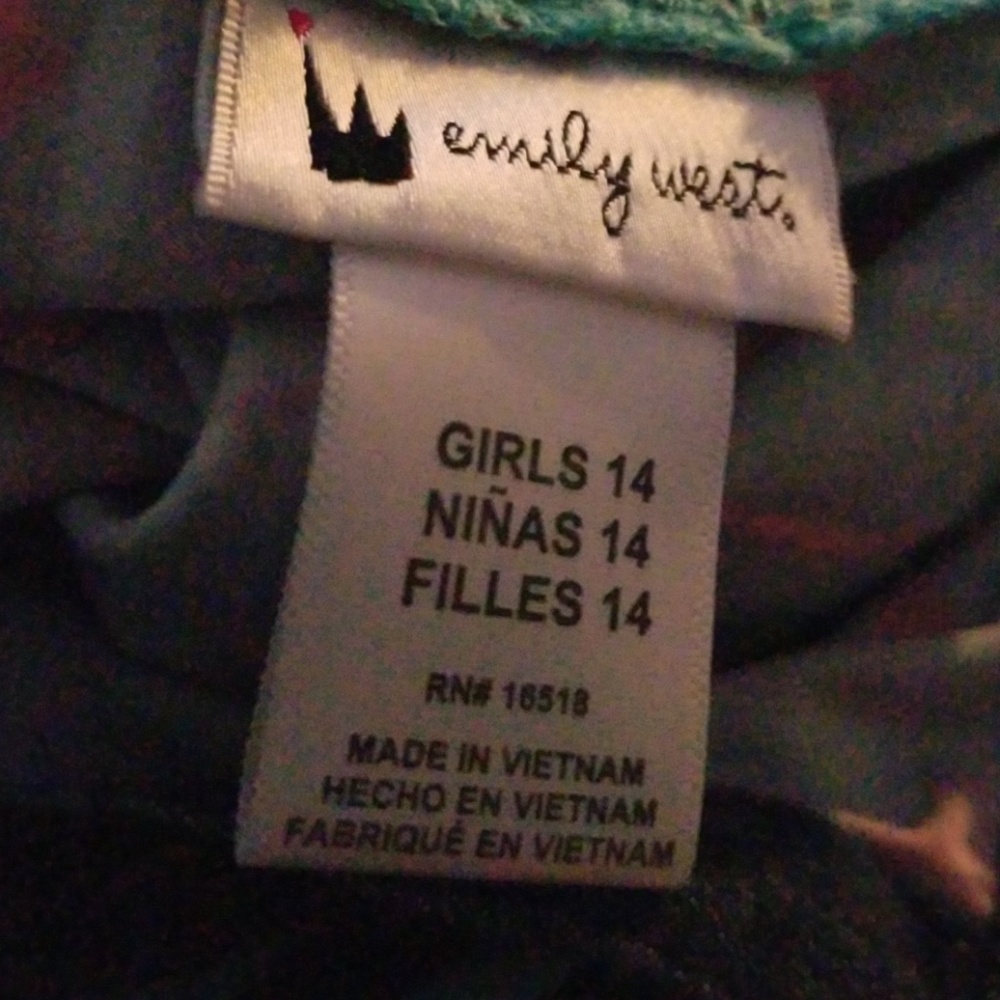 emily west.
GIRLS 14
NIÑAS 14
FILLES 14
RN# 16518
MADE IN VIETNAM
HECHO EN VIETNAM
FABRIQUÉ EN VIETNAM